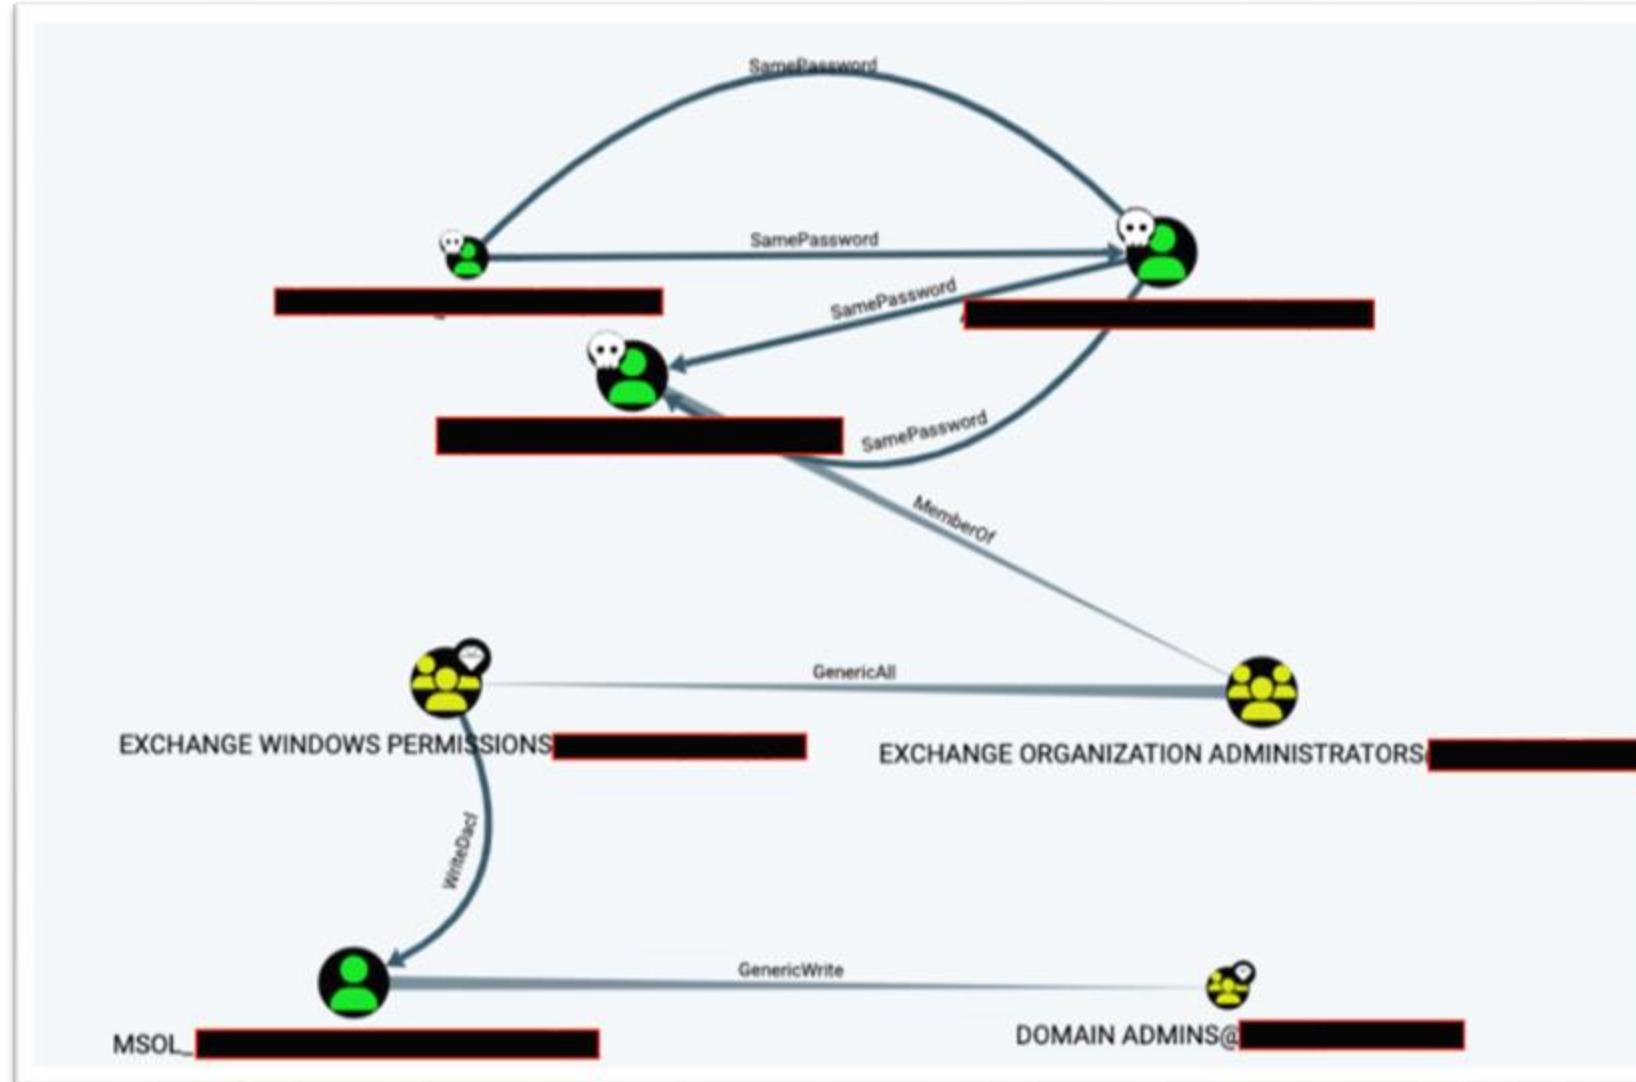 SamePassword
SamePassword
SamePassword
SamePassword
MemberOf
GenericAll
EXCHANGE WINDOWS PERMISSIONS
EXCHANGE ORGANIZATION ADMINISTRATORS
WriteDacl
GenericWrite
MSOL_
DOMAIN ADMINS@